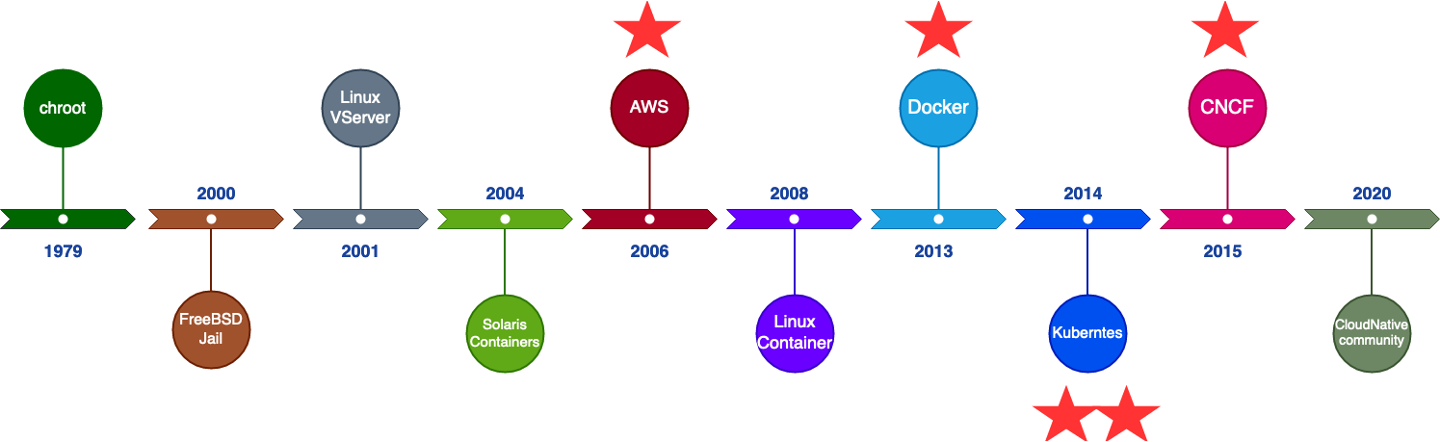 chroot
1979
2000
FreeBSD
Jail
Linux
VServer
2001
2004
Solaris
Containers
AWS
2006
2008
Linux
Container
Docker
2013
2014
Kuberntes
CNCF
2015
2020
CloudNative
community